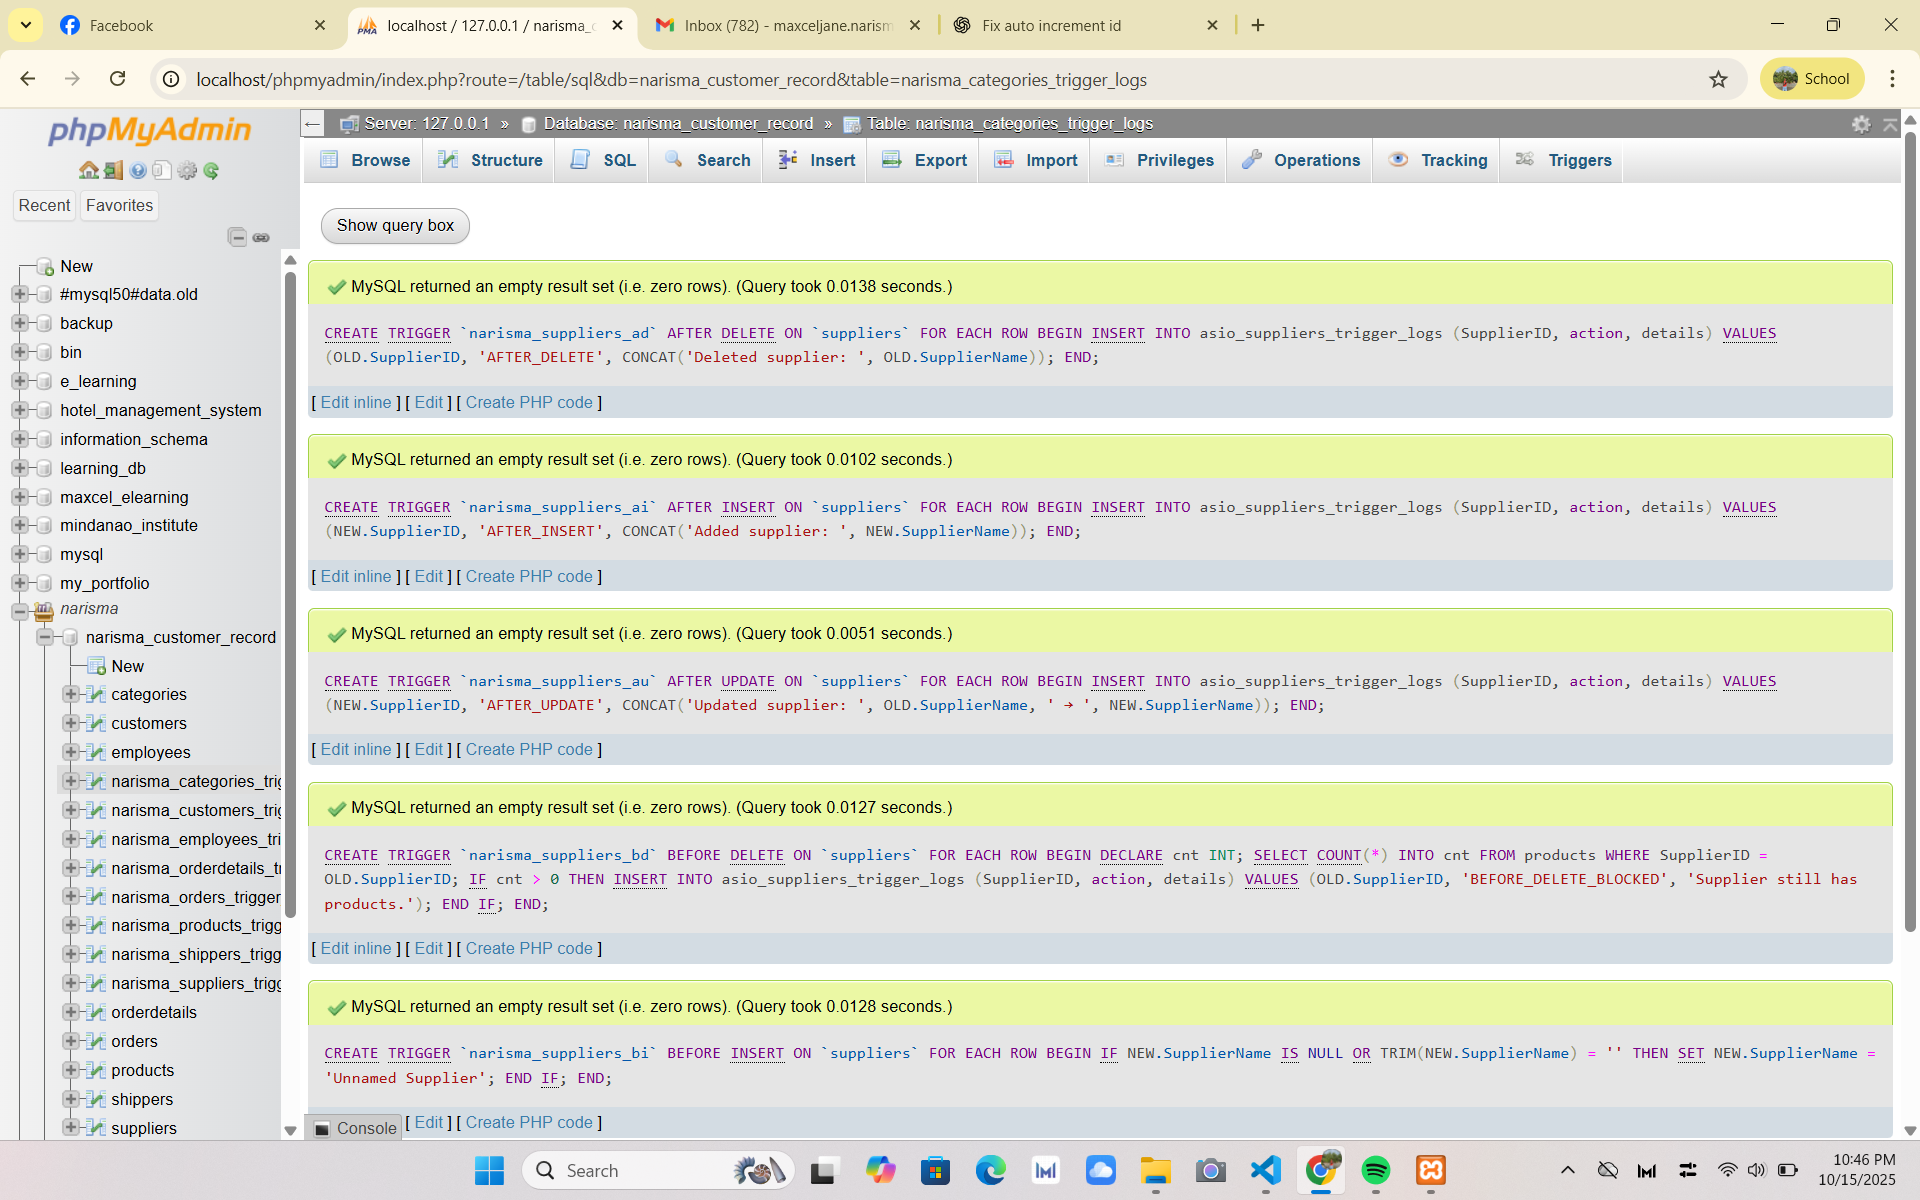 Facebook
localhost / 127.0.0.1 / narisma_c
Inbox (782) - maxceljane.narism
Fix auto increment id
localhost/phpmyadmin/index.php?route=/table/sql&db=narisma_customer_record&table=narisma_categories_trigger_logs
School
phpMyAdmin
Recent
Favorites
New
#mysql50#data.old
backup
bin
e_learning
hotel_management_system
information_schema
learning_db
maxcel_elearning
mindanao_institute
mysql
my_portfolio
narisma
narisma_customer_record
New
categories
customers
employees
narisma_categories_trig
narisma_customers_trig
narisma_employees_tri
narisma_orderdetails_t
narisma_orders_trigger
narisma_products_trigg
narisma_shippers_trigg
narisma_suppliers_trigg
orderdetails
orders
products
shippers
suppliers
Server: 127.0.0.1 » Database: narisma_customer_record » Table: narisma_categories_trigger_logs
Browse Structure SQL Search Insert Export Import Privileges Operations Tracking Triggers
Show query box
MySQL returned an empty result set (i.e. zero rows). (Query took 0.0138 seconds.)
CREATE TRIGGER `narisma_suppliers_ad` AFTER DELETE ON `suppliers` FOR EACH ROW BEGIN INSERT INTO asio_suppliers_trigger_logs (SupplierID, action, details) VALUES
(OLD.SupplierID, 'AFTER_DELETE', CONCAT('Deleted supplier: ', OLD.SupplierName)); END;
[ Edit inline ] [ Edit ] [ Create PHP code ]
MySQL returned an empty result set (i.e. zero rows). (Query took 0.0102 seconds.)
CREATE TRIGGER `narisma_suppliers_ai` AFTER INSERT ON `suppliers` FOR EACH ROW BEGIN INSERT INTO asio_suppliers_trigger_logs (SupplierID, action, details) VALUES
(NEW.SupplierID, 'AFTER_INSERT', CONCAT('Added supplier: ', NEW.SupplierName)); END;
[ Edit inline ] [ Edit ] [ Create PHP code ]
MySQL returned an empty result set (i.e. zero rows). (Query took 0.0051 seconds.)
CREATE TRIGGER `narisma_suppliers_au` AFTER UPDATE ON `suppliers` FOR EACH ROW BEGIN INSERT INTO asio_suppliers_trigger_logs (SupplierID, action, details) VALUES
(NEW.SupplierID, 'AFTER_UPDATE', CONCAT('Updated supplier: ', OLD.SupplierName, ' → ', NEW.SupplierName)); END;
[ Edit inline ] [ Edit ] [ Create PHP code ]
MySQL returned an empty result set (i.e. zero rows). (Query took 0.0127 seconds.)
CREATE TRIGGER `narisma_suppliers_bd` BEFORE DELETE ON `suppliers` FOR EACH ROW BEGIN DECLARE cnt INT; SELECT COUNT(*) INTO cnt FROM products WHERE SupplierID =
OLD.SupplierID; IF cnt > 0 THEN INSERT INTO asio_suppliers_trigger_logs (SupplierID, action, details) VALUES (OLD.SupplierID, 'BEFORE_DELETE_BLOCKED', 'Supplier still has
products.'); END IF; END;
[ Edit inline ] [ Edit ] [ Create PHP code ]
MySQL returned an empty result set (i.e. zero rows). (Query took 0.0128 seconds.)
CREATE TRIGGER `narisma_suppliers_bi` BEFORE INSERT ON `suppliers` FOR EACH ROW BEGIN IF NEW.SupplierName IS NULL OR TRIM(NEW.SupplierName) = '' THEN SET NEW.SupplierName =
'Unnamed Supplier'; END IF; END;
[ Edit ] [ Create PHP code ]
Console
Search
10:46 PM
10/15/2025